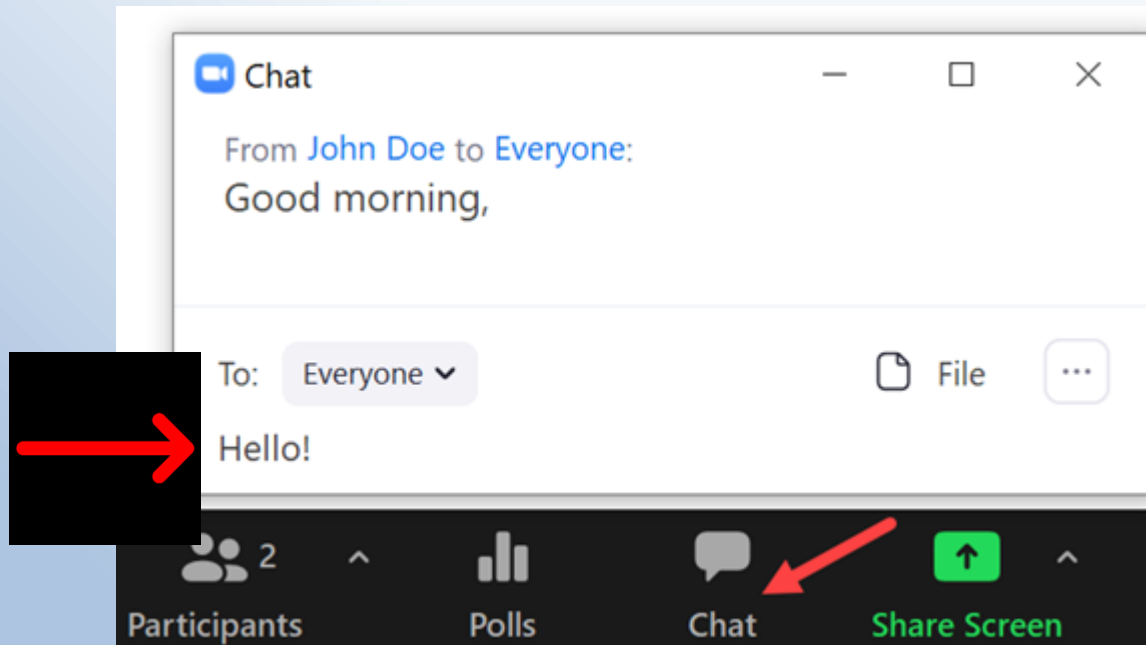 Chat
From John Doe to Everyone:
Good morning,
To: Everyone File ...
Hello!
2
Participants Polls Chat Share Screen